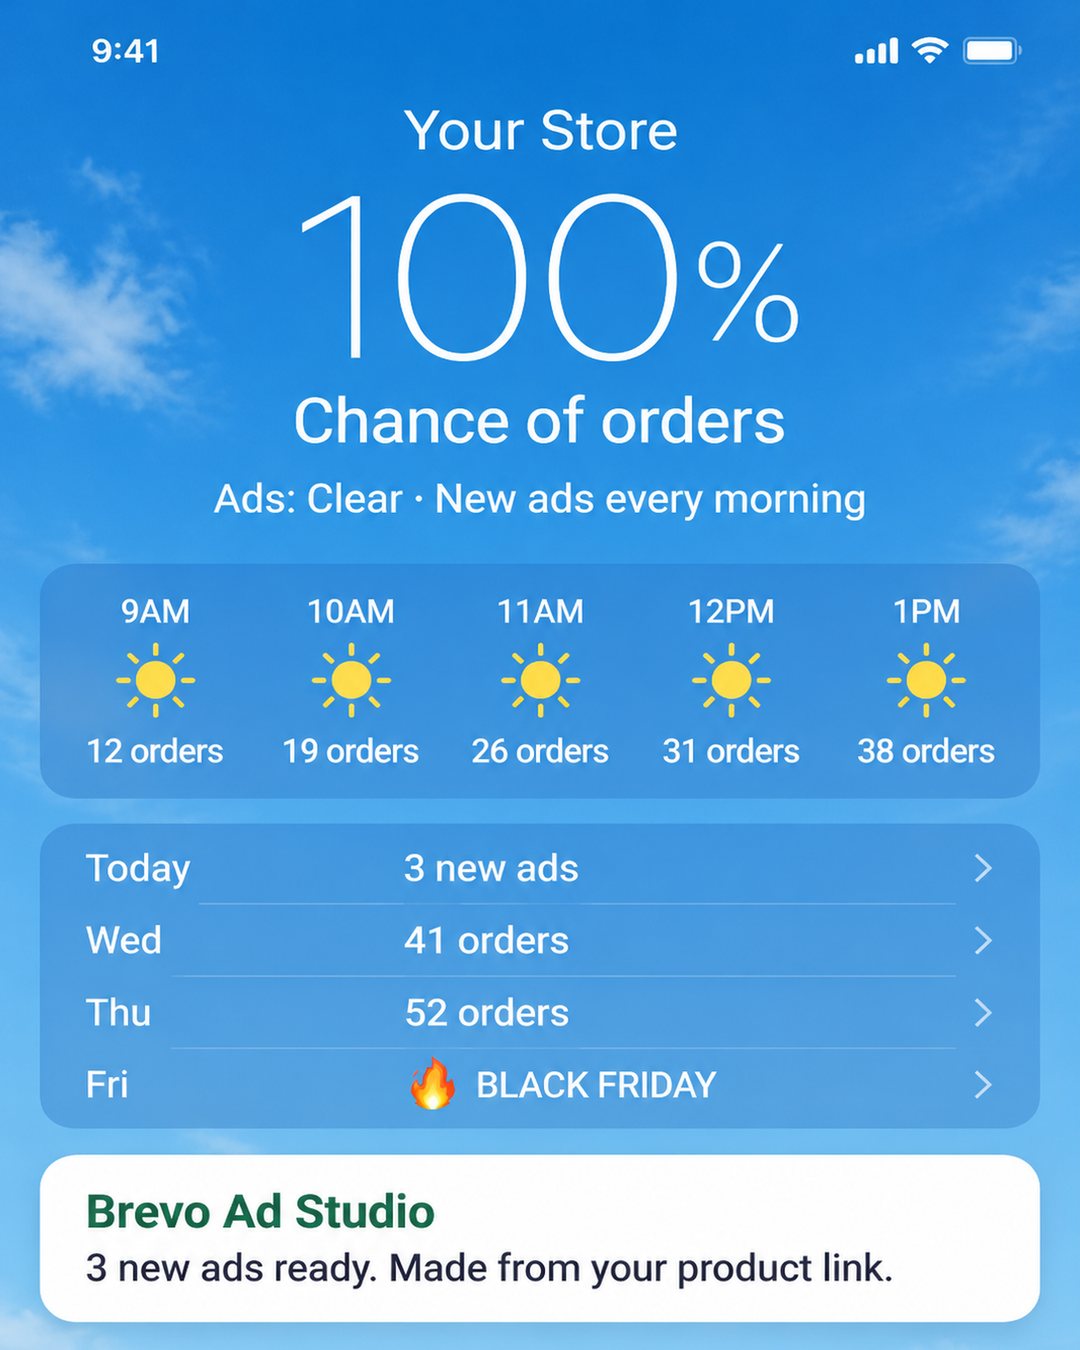 9:41
Your Store
100%
Chance of orders
Ads: Clear · New ads every morning
9AM 10AM 11AM 12PM 1PM
12 orders 19 orders 26 orders 31 orders 38 orders
Today 3 new ads
Wed 41 orders
Thu 52 orders
Fri 🔥 BLACK FRIDAY
Brevo Ad Studio
3 new ads ready. Made from your product link.